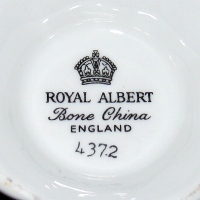 ROYAL ALBERT
Bone China
ENGLAND
4372